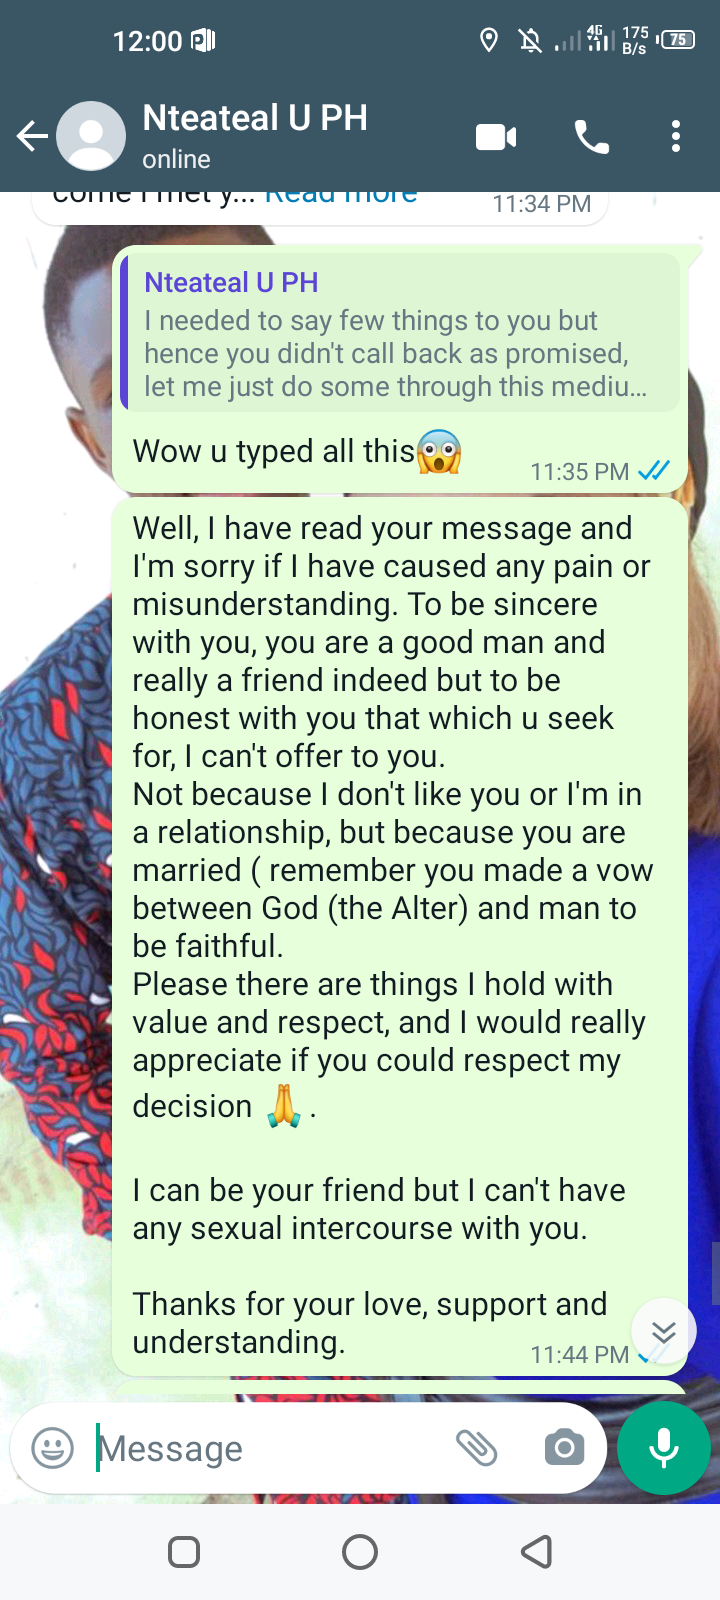 12:00
4G
175
B/s
75
Nteateal U PH
online
come I met y... Read more
11:34 PM
Nteateal U PH
I needed to say few things to you but
hence you didn't call back as promised,
let me just do some through this mediu...
Wow u typed all this😱
11:35 PM
Well, I have read your message and
I'm sorry if I have caused any pain or
misunderstanding. To be sincere
with you, you are a good man and
really a friend indeed but to be
honest with you that which u seek
for, I can't offer to you.
Not because I don't like you or I'm in
a relationship, but because you are
married ( remember you made a vow
between God (the Alter) and man to
be faithful.
Please there are things I hold with
value and respect, and I would really
appreciate if you could respect my
decision 🙏 .
I can be your friend but I can't have
any sexual intercourse with you.
Thanks for your love, support and
understanding.
11:44 PM
Message